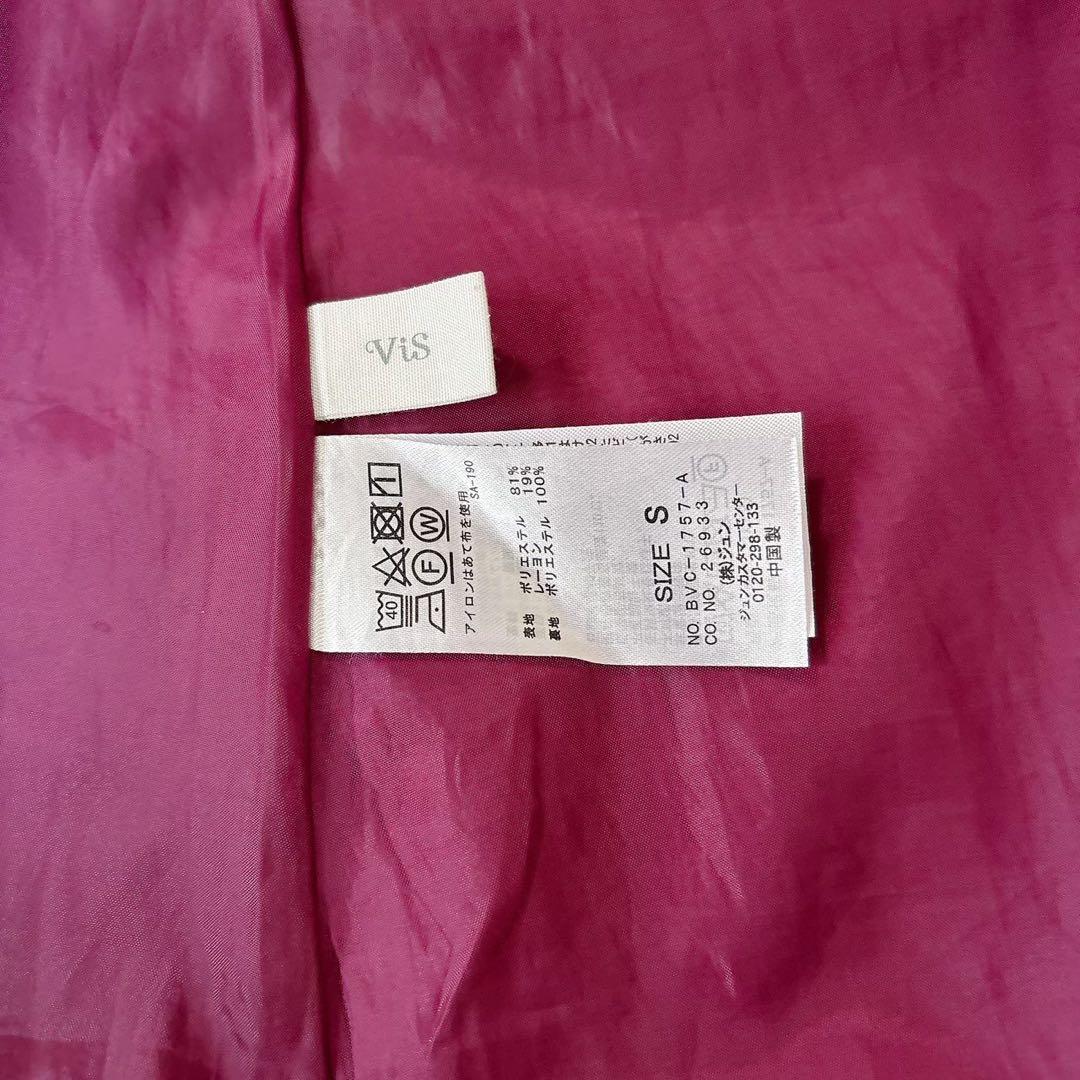 ViS
40
F
W
アイロンはあて布を使用
SA-190
表地 ポリエステル 81%
レーヨン 19%
裏地 ポリエステル 100%
SIZE S
NO. BVC-1757-A
CO. NO. 26933
(株)ジュン
ジュンカスタマーセンター
0120-298-133
中国製